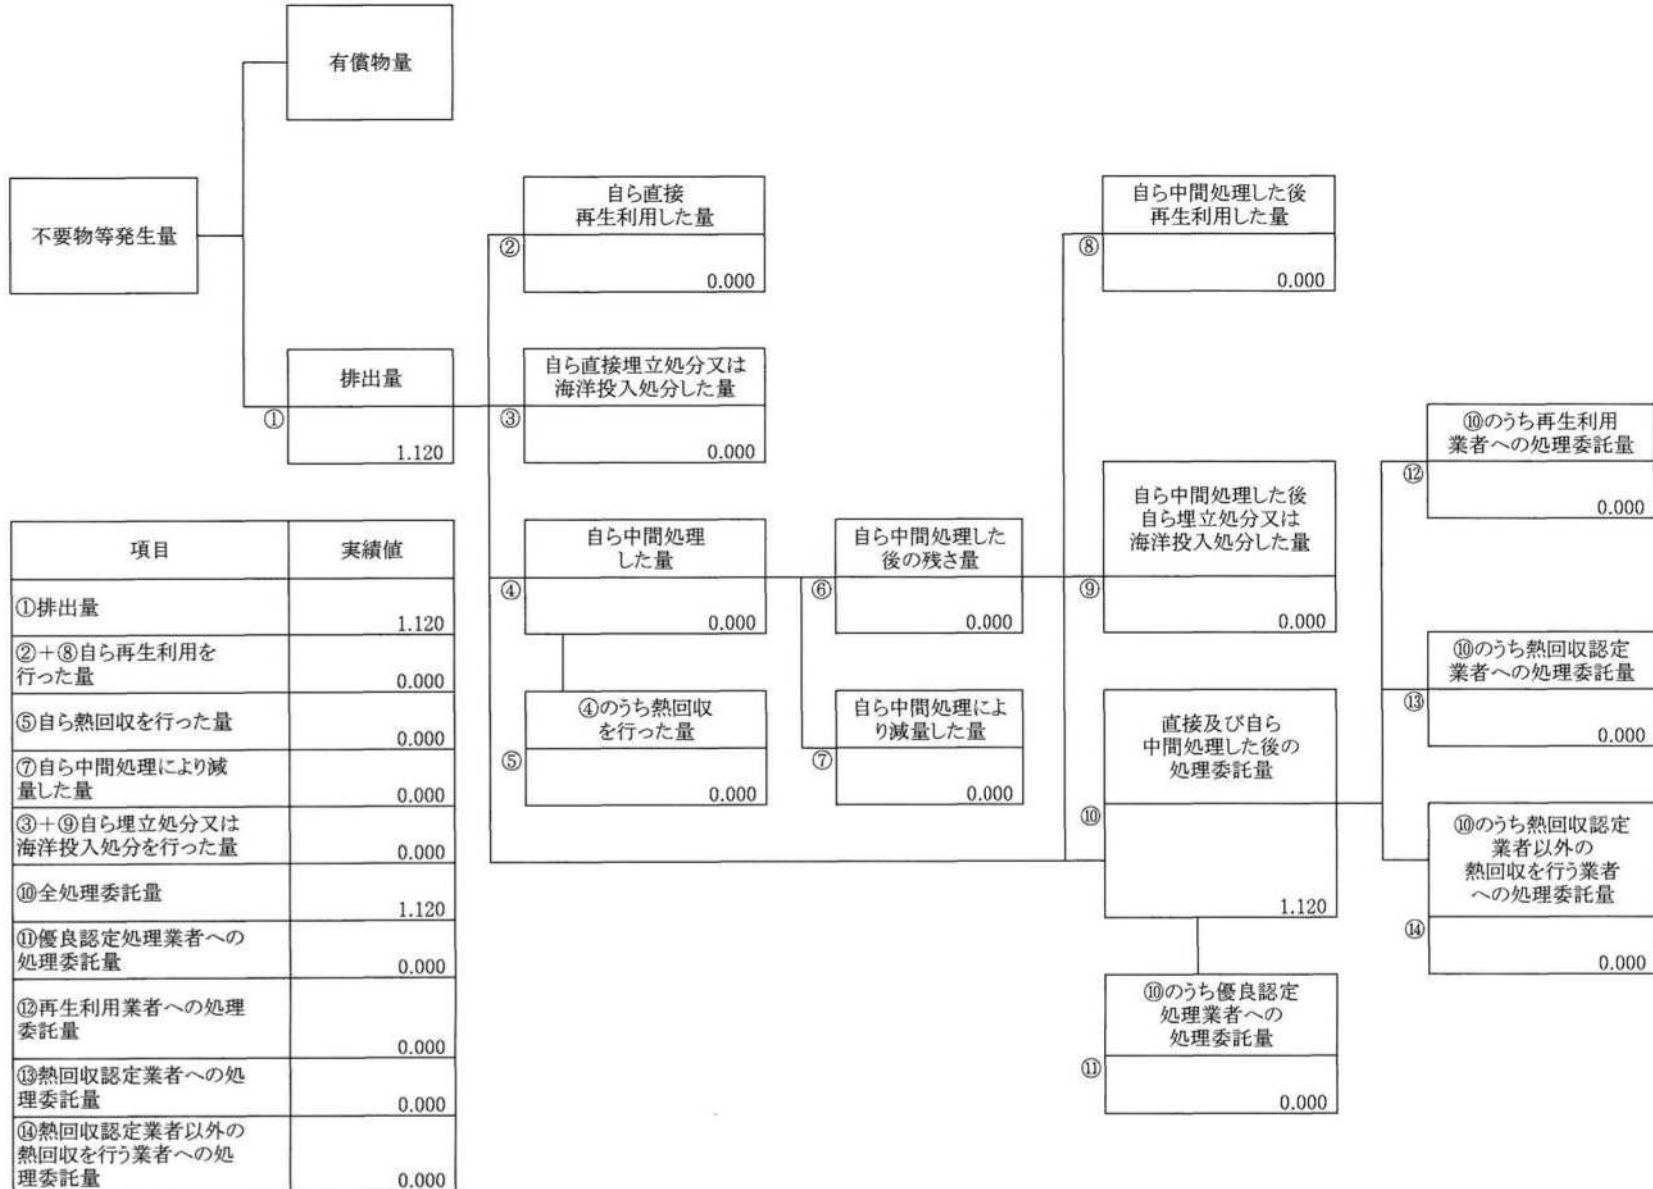 有償物量
不要物等発生量
自ら直接
再生利用した量
②
0.000
自ら中間処理した後
再生利用した量
⑧
0.000
排出量
①
1.120
自ら直接埋立処分又は
海洋投入処分した量
③
0.000
⑩のうち再生利用
業者への処理委託量
⑫
0.000
自ら中間処理
した量
④
0.000
自ら中間処理した
後の残さ量
⑥
0.000
自ら中間処理した後
自ら埋立処分又は
海洋投入処分した量
⑨
0.000
⑩のうち熱回収認定
業者への処理委託量
⑬
0.000
④のうち熱回収
を行った量
⑤
0.000
自ら中間処理によ
り減量した量
⑦
0.000
直接及び自ら
中間処理した後の
処理委託量
⑩
1.120
⑩のうち熱回収認定
業者以外の
熱回収を行う業者
への処理委託量
⑭
0.000
⑩のうち優良認定
処理業者への
処理委託量
⑪
0.000
項目 実績値
①排出量
1.120
②+⑧自ら再生利用を
行った量 0.000
⑤自ら熱回収を行った量
0.000
⑦自ら中間処理により減
量した量 0.000
③+⑨自ら埋立処分又は
海洋投入処分を行った量 0.000
⑩全処理委託量
1.120
⑪優良認定処理業者への
処理委託量 0.000
⑫再生利用業者への処理
委託量
0.000
⑬熱回収認定業者への処
理委託量 0.000
⑭熱回収認定業者以外の
熱回収を行う業者への処
理委託量 0.000